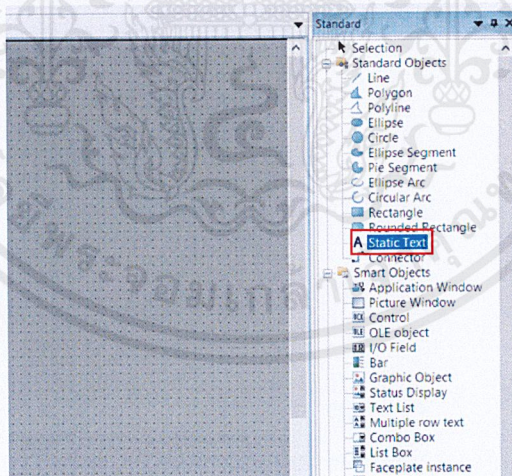 Standard
Selection
Standard Objects
Line
Polygon
Polyline
Ellipse
Circle
Ellipse Segment
Pie Segment
Ellipse Arc
Circular Arc
Rectangle
Rounded Rectangle
A Static Text
Connector
Smart Objects
Application Window
Picture Window
Control
OLE object
I/O Field
Bar
Graphic Object
Status Display
Text List
Multiple row text
Combo Box
List Box
Faceplate instance